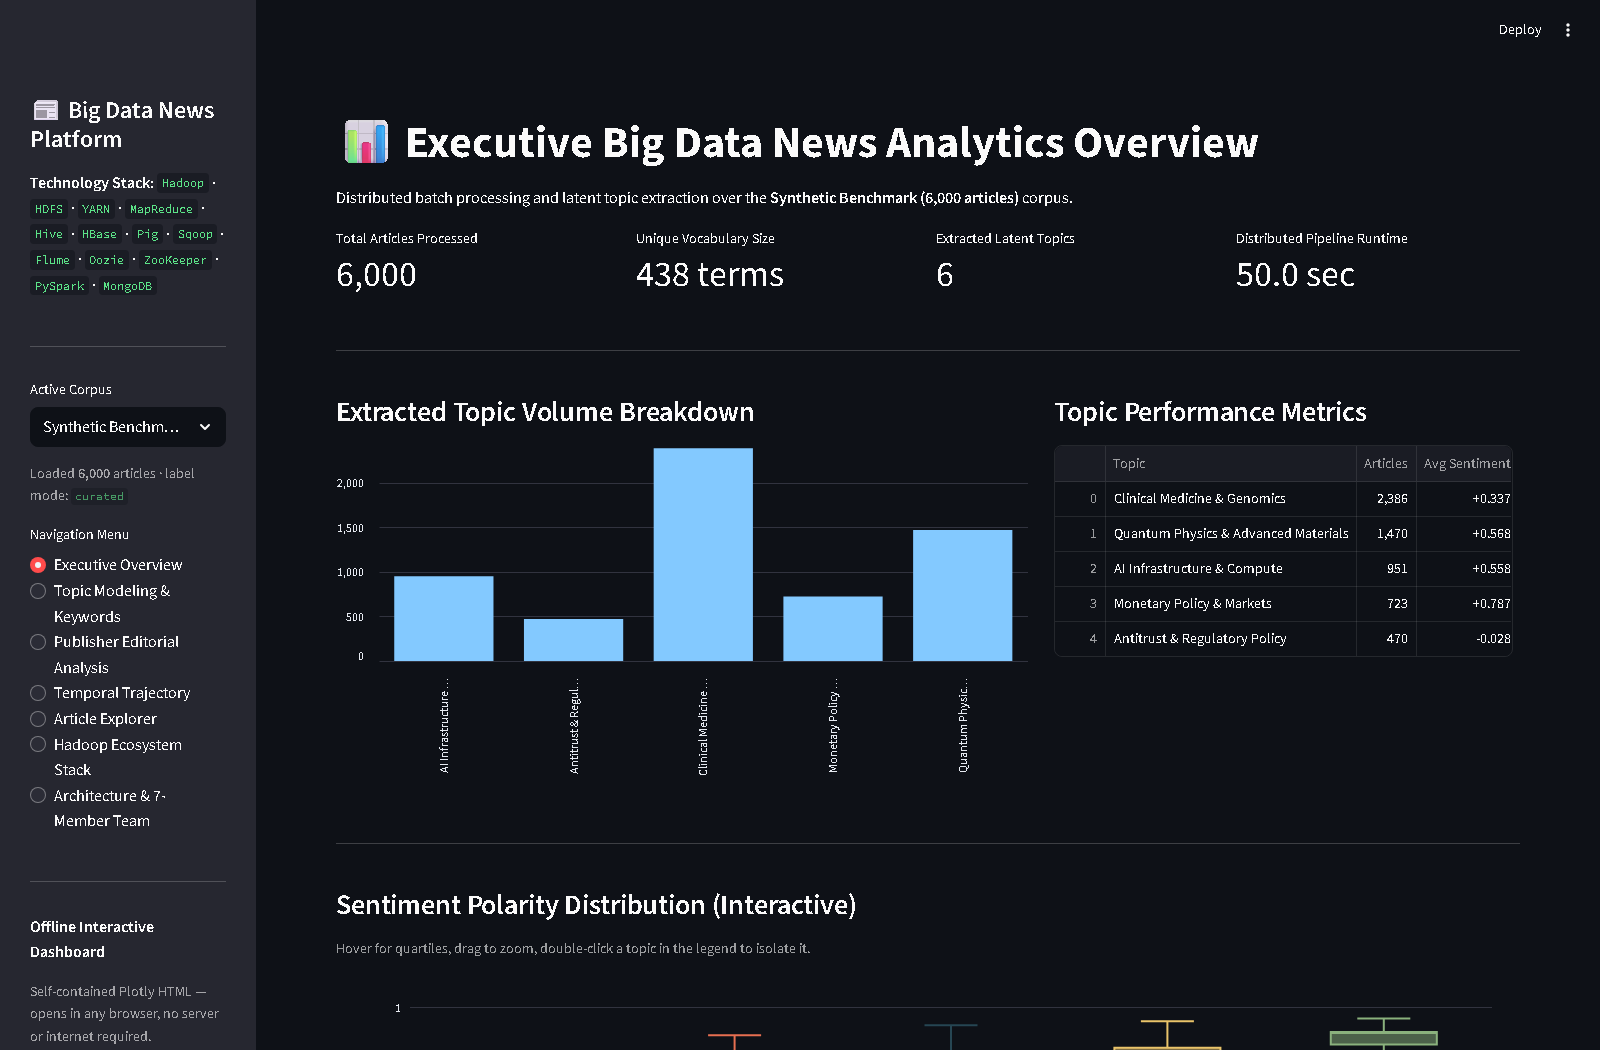 Deploy
Big Data News
Platform
Technology Stack: Hadoop ·
HDFS · YARN · MapReduce ·
Hive · HBase · Pig · Sqoop ·
Flume · Oozie · ZooKeeper ·
PySpark · MongoDB
Active Corpus
Synthetic Benchm...
Loaded 6,000 articles · label
mode: curated
Navigation Menu
Executive Overview
Topic Modeling &
Keywords
Publisher Editorial
Analysis
Temporal Trajectory
Article Explorer
Hadoop Ecosystem
Stack
Architecture & 7-
Member Team
Offline Interactive
Dashboard
Self-contained Plotly HTML —
opens in any browser, no server
or internet required.
Executive Big Data News Analytics Overview
Distributed batch processing and latent topic extraction over the Synthetic Benchmark (6,000 articles) corpus.
Total Articles Processed
6,000
Unique Vocabulary Size
438 terms
Extracted Latent Topics
6
Distributed Pipeline Runtime
50.0 sec
Extracted Topic Volume Breakdown
2,000
1,500
1,000
500
0
AI Infrastructure ...
Antitrust & Regul...
Clinical Medicine ...
Monetary Policy ...
Quantum Physic...
Topic Performance Metrics
Topic Articles Avg Sentiment
0 Clinical Medicine & Genomics 2,386 +0.337
1 Quantum Physics & Advanced Materials 1,470 +0.568
2 AI Infrastructure & Compute 951 +0.558
3 Monetary Policy & Markets 723 +0.787
4 Antitrust & Regulatory Policy 470 -0.028
Sentiment Polarity Distribution (Interactive)
Hover for quartiles, drag to zoom, double-click a topic in the legend to isolate it.
1